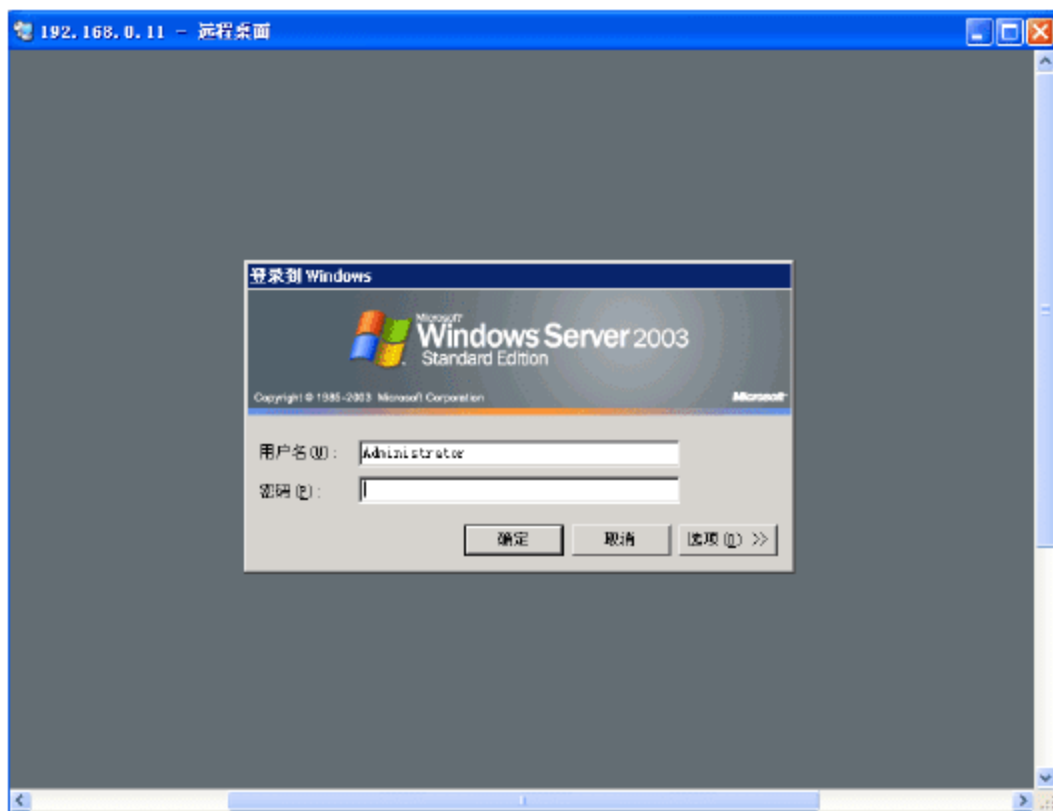 192.168.0.11 - 远程桌面
登录到 Windows
Microsoft
Windows Server 2003
Standard Edition
Copyright © 1985-2003 Microsoft Corporation
Microsoft
用户名(U):
Administrator
密码(P):
确定
取消
选项(O) >>